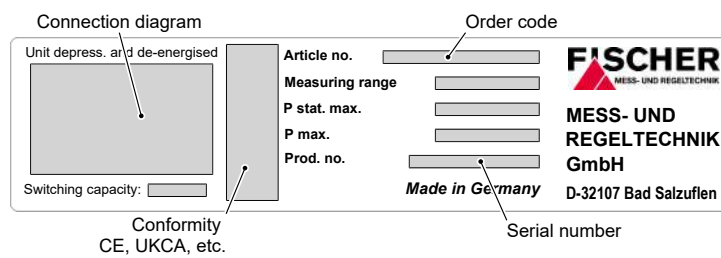 Connection diagram
Order code
Unit depress. and de-energised
Article no.
Measuring range
P stat. max.
P max.
Prod. no.
Switching capacity:
Made in Germany
FISCHER
MESS- UND REGELTECHNIK
MESS- UND
REGELTECHNIK
GmbH
D-32107 Bad Salzuflen
Conformity
CE, UKCA, etc.
Serial number